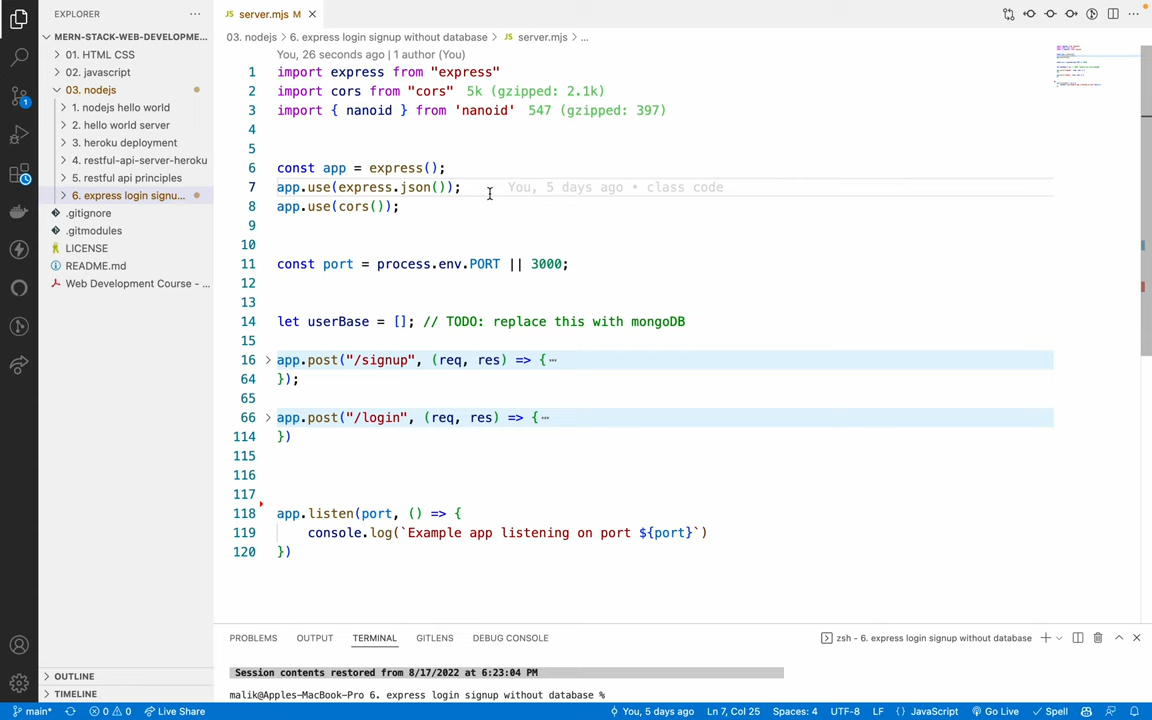 EXPLORER
MERN-STACK-WEB-DEVELOPME...
01. HTML CSS
02. javascript
03. nodejs
1. nodejs hello world
2. hello world server
3. heroku deployment
4. restful-api-server-heroku
5. restful api principles
6. express login signu...
.gitignore
.gitmodules
LICENSE
README.md
Web Development Course - ...
OUTLINE
TIMELINE
JS server.mjs M
03. nodejs > 6. express login signup without database > JS server.mjs > ...
You, 26 seconds ago | 1 author (You)
1 import express from "express"
2 import cors from "cors" 5k (gzipped: 2.1k)
3 import { nanoid } from 'nanoid' 547 (gzipped: 397)
4
5
6 const app = express();
7 app.use(express.json()); You, 5 days ago • class code
8 app.use(cors());
9
10
11 const port = process.env.PORT || 3000;
12
13
14 let userBase = []; // TODO: replace this with mongoDB
15
16 app.post("/signup", (req, res) => {⋯
64 });
65
66 app.post("/login", (req, res) => {⋯
114 })
115
116
117
118 app.listen(port, () => {
119 console.log(`Example app listening on port ${port}`)
120 })
PROBLEMS OUTPUT TERMINAL GITLENS DEBUG CONSOLE zsh - 6. express login signup without database
Session contents restored from 8/17/2022 at 6:23:04 PM
malik@Apples-MacBook-Pro 6. express login signup without database %
1
main* 0 0 Live Share You, 5 days ago Ln 7, Col 25 Spaces: 4 UTF-8 LF {} JavaScript Go Live Spell